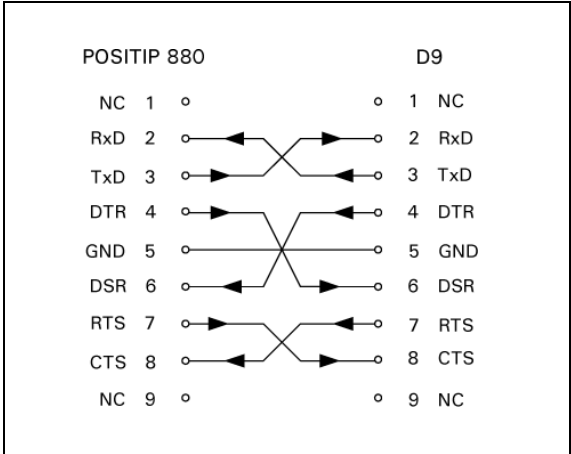 POSITIP 880 D9
NC 1 1 NC
RxD 2 2 RxD
TxD 3 3 TxD
DTR 4 4 DTR
GND 5 5 GND
DSR 6 6 DSR
RTS 7 7 RTS
CTS 8 8 CTS
NC 9 9 NC